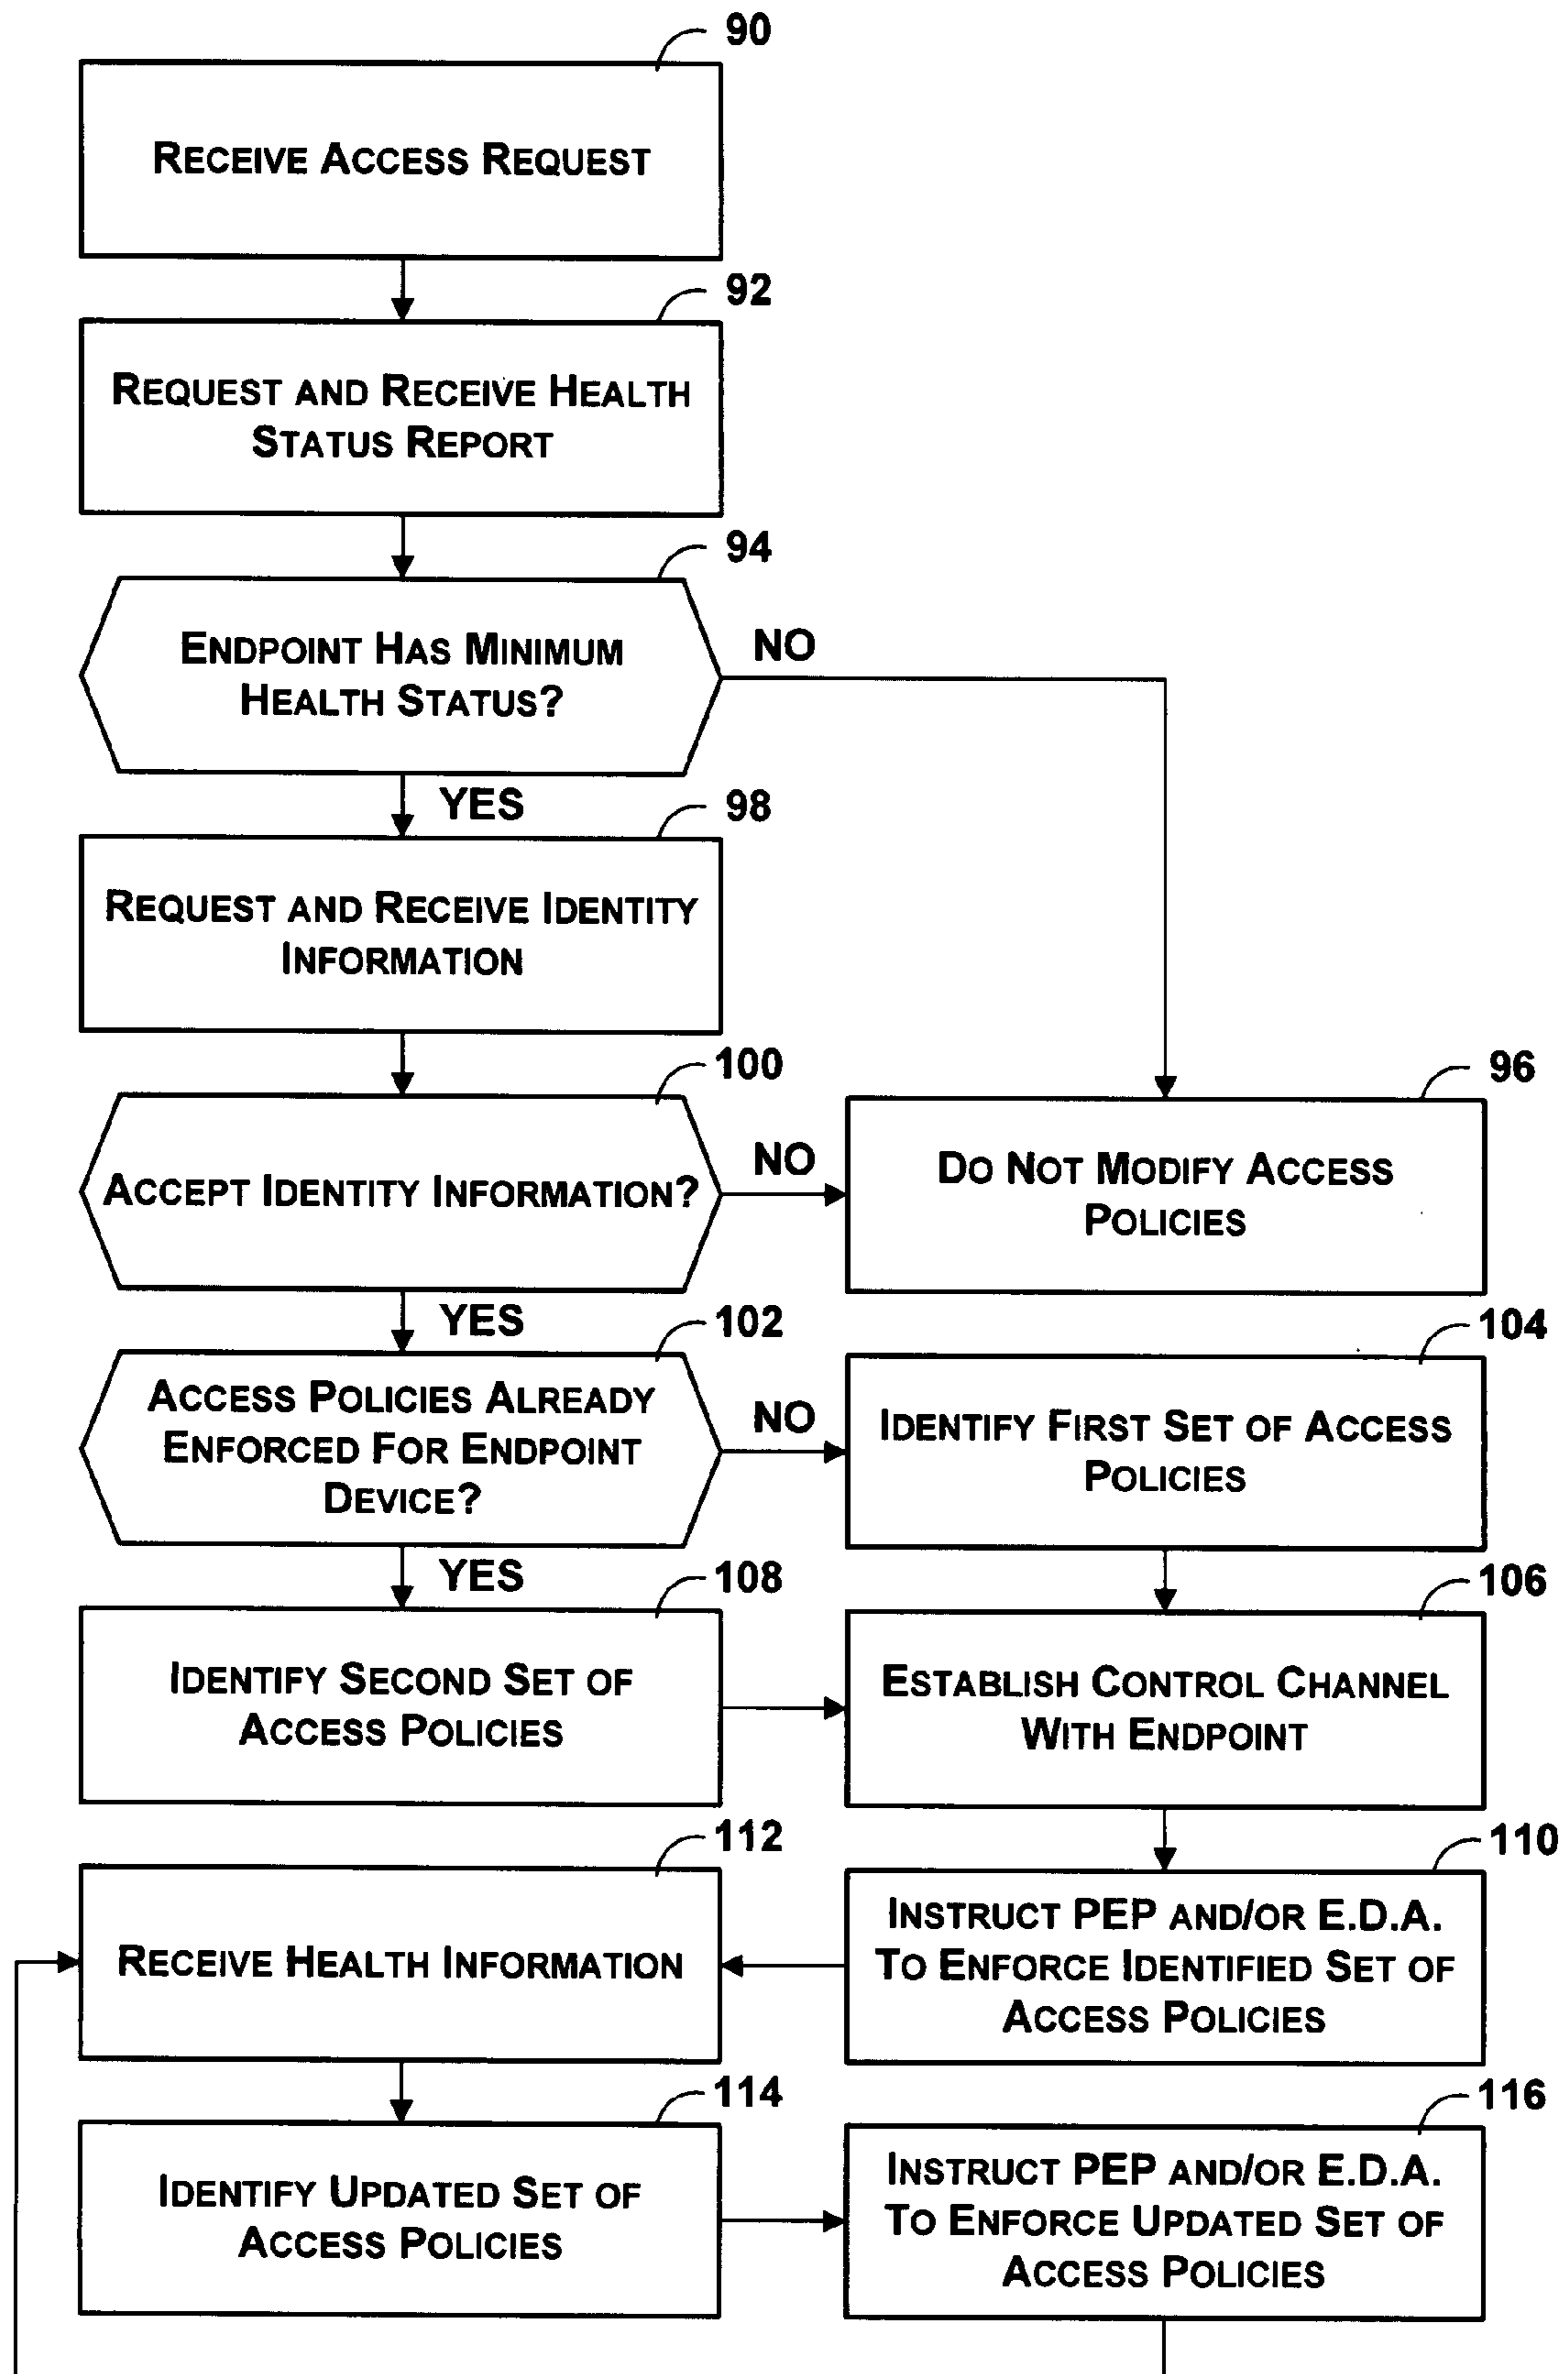 90
RECEIVE ACCESS REQUEST
92
REQUEST AND RECEIVE HEALTH
STATUS REPORT
94
ENDPOINT HAS MINIMUM
HEALTH STATUS?
NO
YES
98
REQUEST AND RECEIVE IDENTITY
INFORMATION
100
ACCEPT IDENTITY INFORMATION?
NO
96
DO NOT MODIFY ACCESS
POLICIES
YES
102
ACCESS POLICIES ALREADY
ENFORCED FOR ENDPOINT
DEVICE?
NO
104
IDENTIFY FIRST SET OF ACCESS
POLICIES
YES
108
IDENTIFY SECOND SET OF
ACCESS POLICIES
106
ESTABLISH CONTROL CHANNEL
WITH ENDPOINT
112
RECEIVE HEALTH INFORMATION
110
INSTRUCT PEP AND/OR E.D.A.
TO ENFORCE IDENTIFIED SET OF
ACCESS POLICIES
114
IDENTIFY UPDATED SET OF
ACCESS POLICIES
116
INSTRUCT PEP AND/OR E.D.A.
TO ENFORCE UPDATED SET OF
ACCESS POLICIES